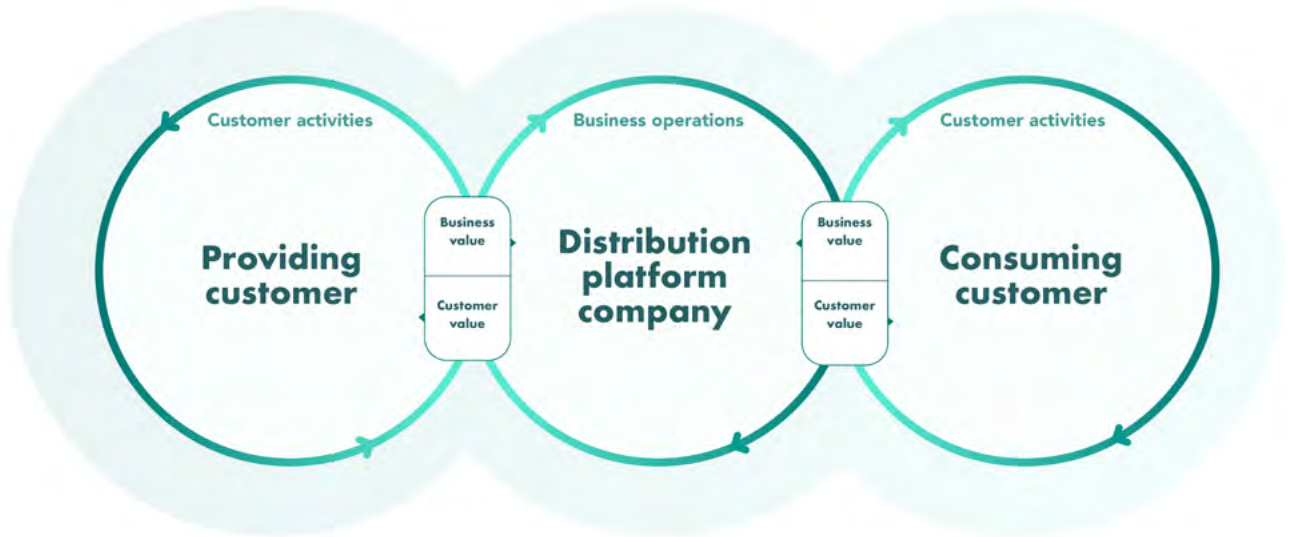 Customer activities
Business operations
Customer activities
Business
value
Customer
value
Business
value
Customer
value
Providing
customer
Distribution
platform
company
Consuming
customer